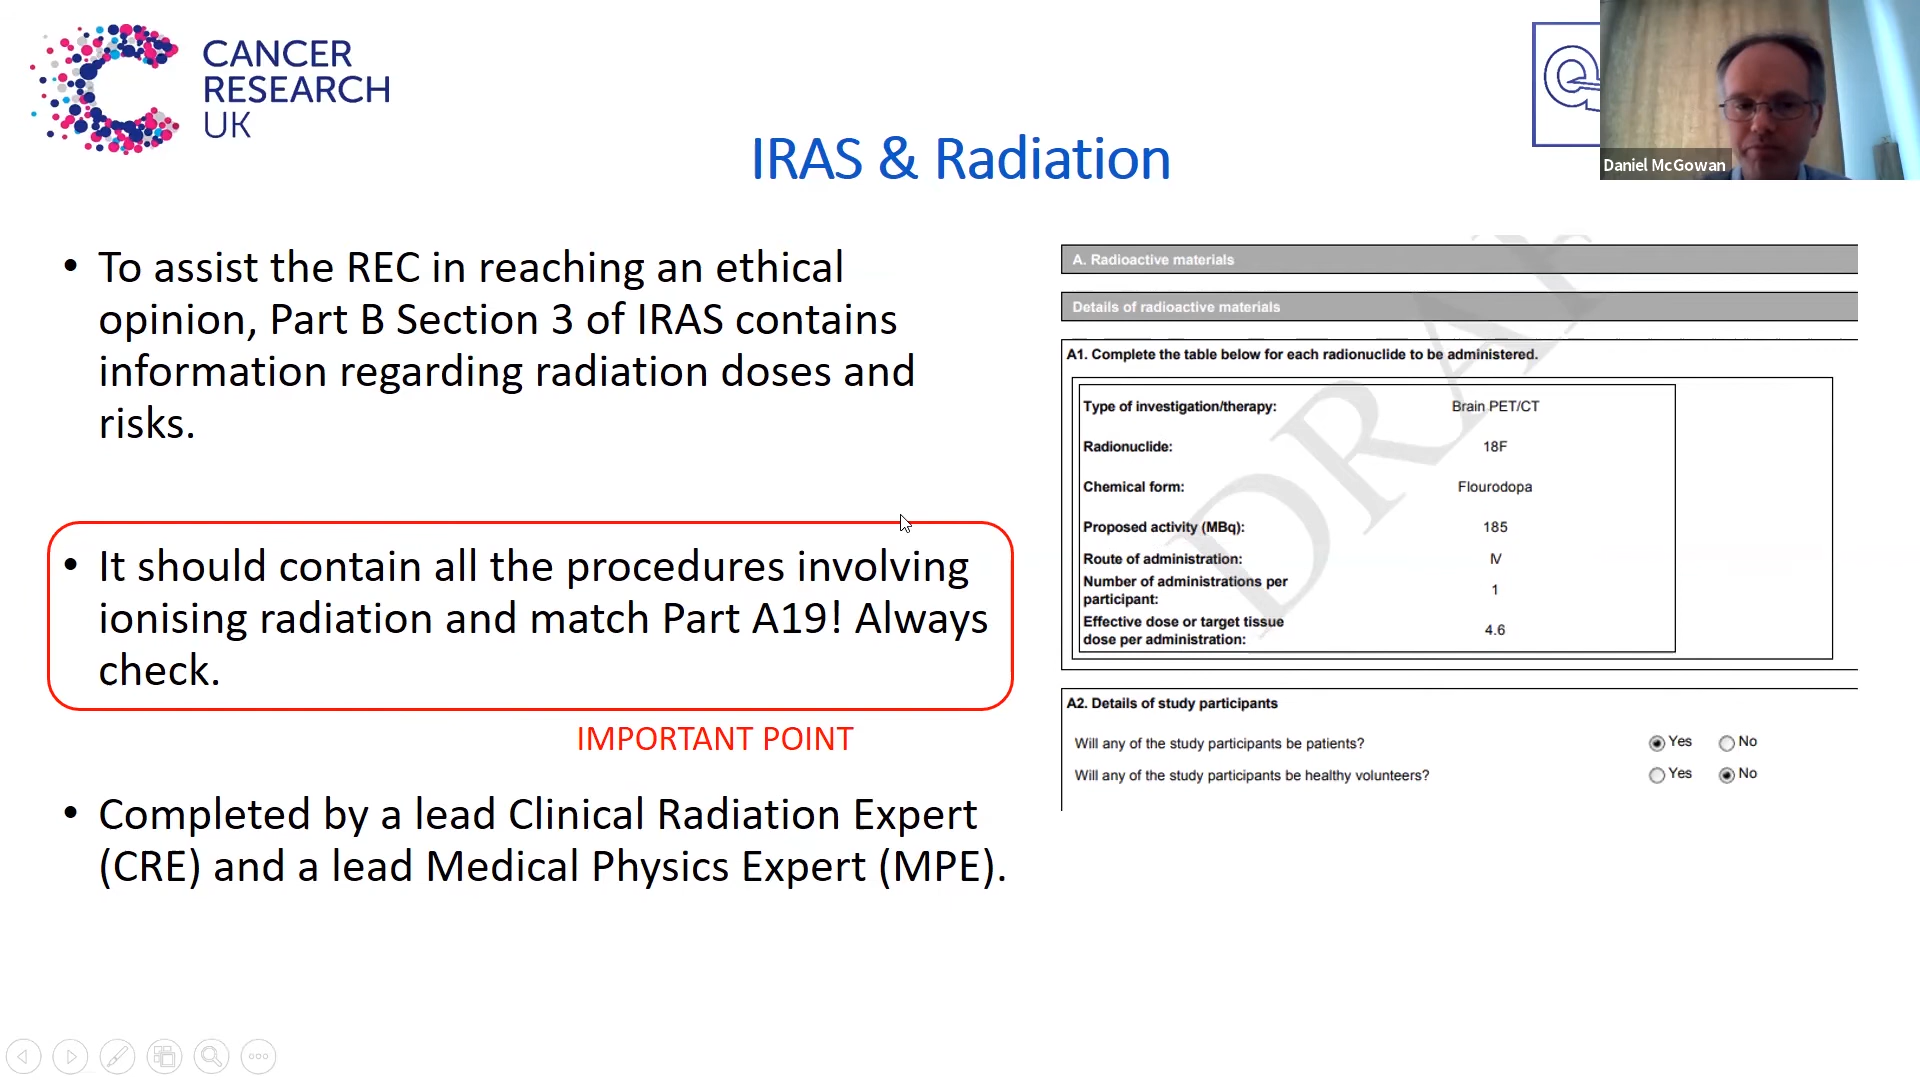 CANCER
RESEARCH
UK
IRAS & Radiation
Daniel McGowan
• To assist the REC in reaching an ethical
opinion, Part B Section 3 of IRAS contains
information regarding radiation doses and
risks.
• It should contain all the procedures involving
ionising radiation and match Part A19! Always
check.
IMPORTANT POINT
• Completed by a lead Clinical Radiation Expert
(CRE) and a lead Medical Physics Expert (MPE).
A. Radioactive materials
Details of radioactive materials
A1. Complete the table below for each radionuclide to be administered.
Type of investigation/therapy: Brain PET/CT
Radionuclide: 18F
Chemical form: Flourodopa
Proposed activity (MBq): 185
Route of administration: IV
Number of administrations per
participant: 1
Effective dose or target tissue
dose per administration: 4.6
A2. Details of study participants
Will any of the study participants be patients? Yes No
Will any of the study participants be healthy volunteers? Yes No